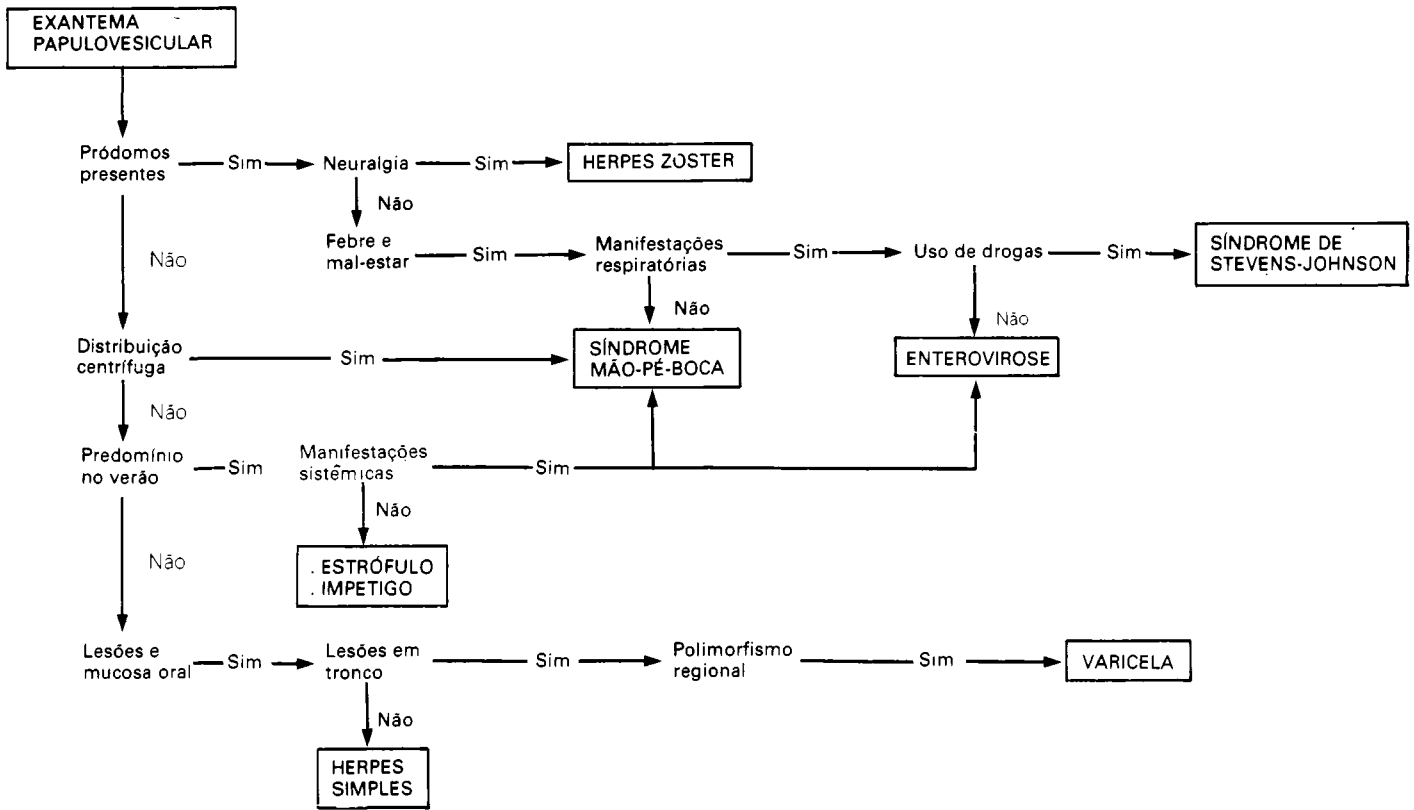 EXANTEMA
PAPULOVESICULAR
Pródomos
presentes
Sim
Neuralgia
Sim
HERPES ZOSTER
Não
Não
Febre e
mal-estar
Sim
Manifestações
respiratórias
Sim
Uso de drogas
Sim
SÍNDROME DE
STEVENS-JOHNSON
Não
Não
Distribuição
centrífuga
Sim
SÍNDROME
MÃO-PÉ-BOCA
ENTEROVIROSE
Não
Predomínio
no verão
Sim
Manifestações
sistêmicas
Sim
Não
Não
. ESTRÓFULO
. IMPETIGO
Lesões e
mucosa oral
Sim
Lesões em
tronco
Sim
Polimorfismo
regional
Sim
VARICELA
Não
HERPES
SIMPLES